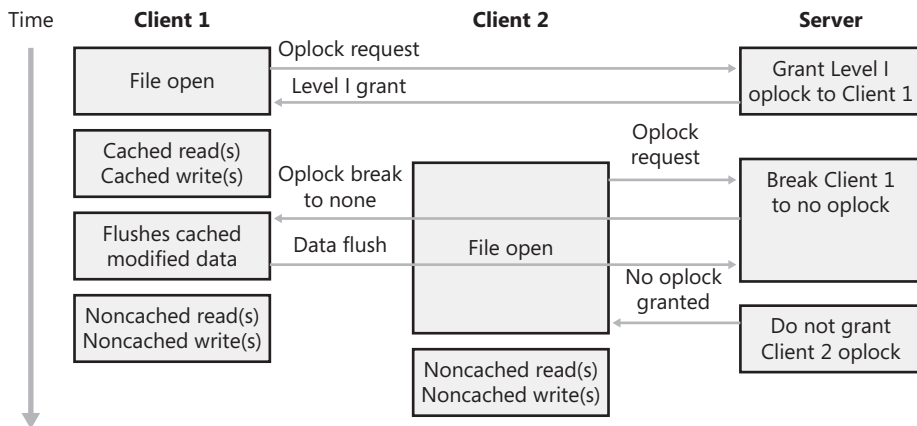 Time
Client 1
Client 2
Server
File open
Oplock request
Level I grant
Grant Level I
oplock to Client 1
Cached read(s)
Cached write(s)
Oplock
request
Oplock break
to none
Break Client 1
to no oplock
Flushes cached
modified data
Data flush
File open
No oplock
granted
Noncached read(s)
Noncached write(s)
Do not grant
Client 2 oplock
Noncached read(s)
Noncached write(s)